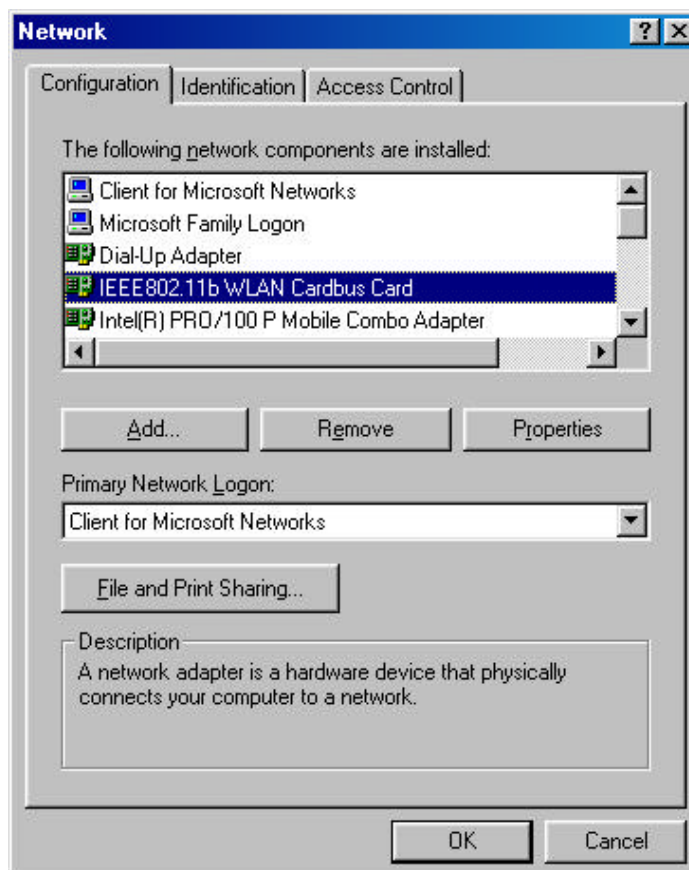 Network
Configuration Identification Access Control
The following network components are installed:
Client for Microsoft Networks
Microsoft Family Logon
Dial-Up Adapter
IEEE802.11b WLAN Cardbus Card
Intel(R) PRO/100 P Mobile Combo Adapter
Add... Remove Properties
Primary Network Logon:
Client for Microsoft Networks
File and Print Sharing...
Description
A network adapter is a hardware device that physically
connects your computer to a network.
OK Cancel